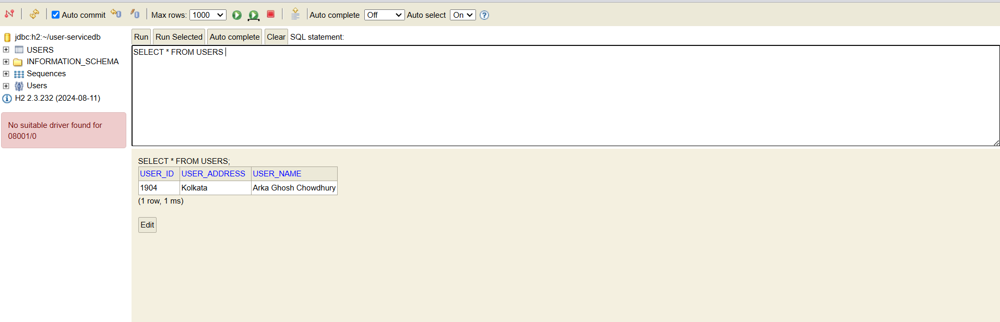 Auto commit Max rows: 1000 Auto complete Off Auto select On ?
jdbc:h2:~/user-servicedb
USERS
INFORMATION_SCHEMA
Sequences
Users
H2 2.3.232 (2024-08-11)
No suitable driver found for
08001/0
Run Run Selected Auto complete Clear SQL statement:
SELECT * FROM USERS
SELECT * FROM USERS;
USER_ID USER_ADDRESS USER_NAME
1904 Kolkata Arka Ghosh Chowdhury
(1 row, 1 ms)
Edit